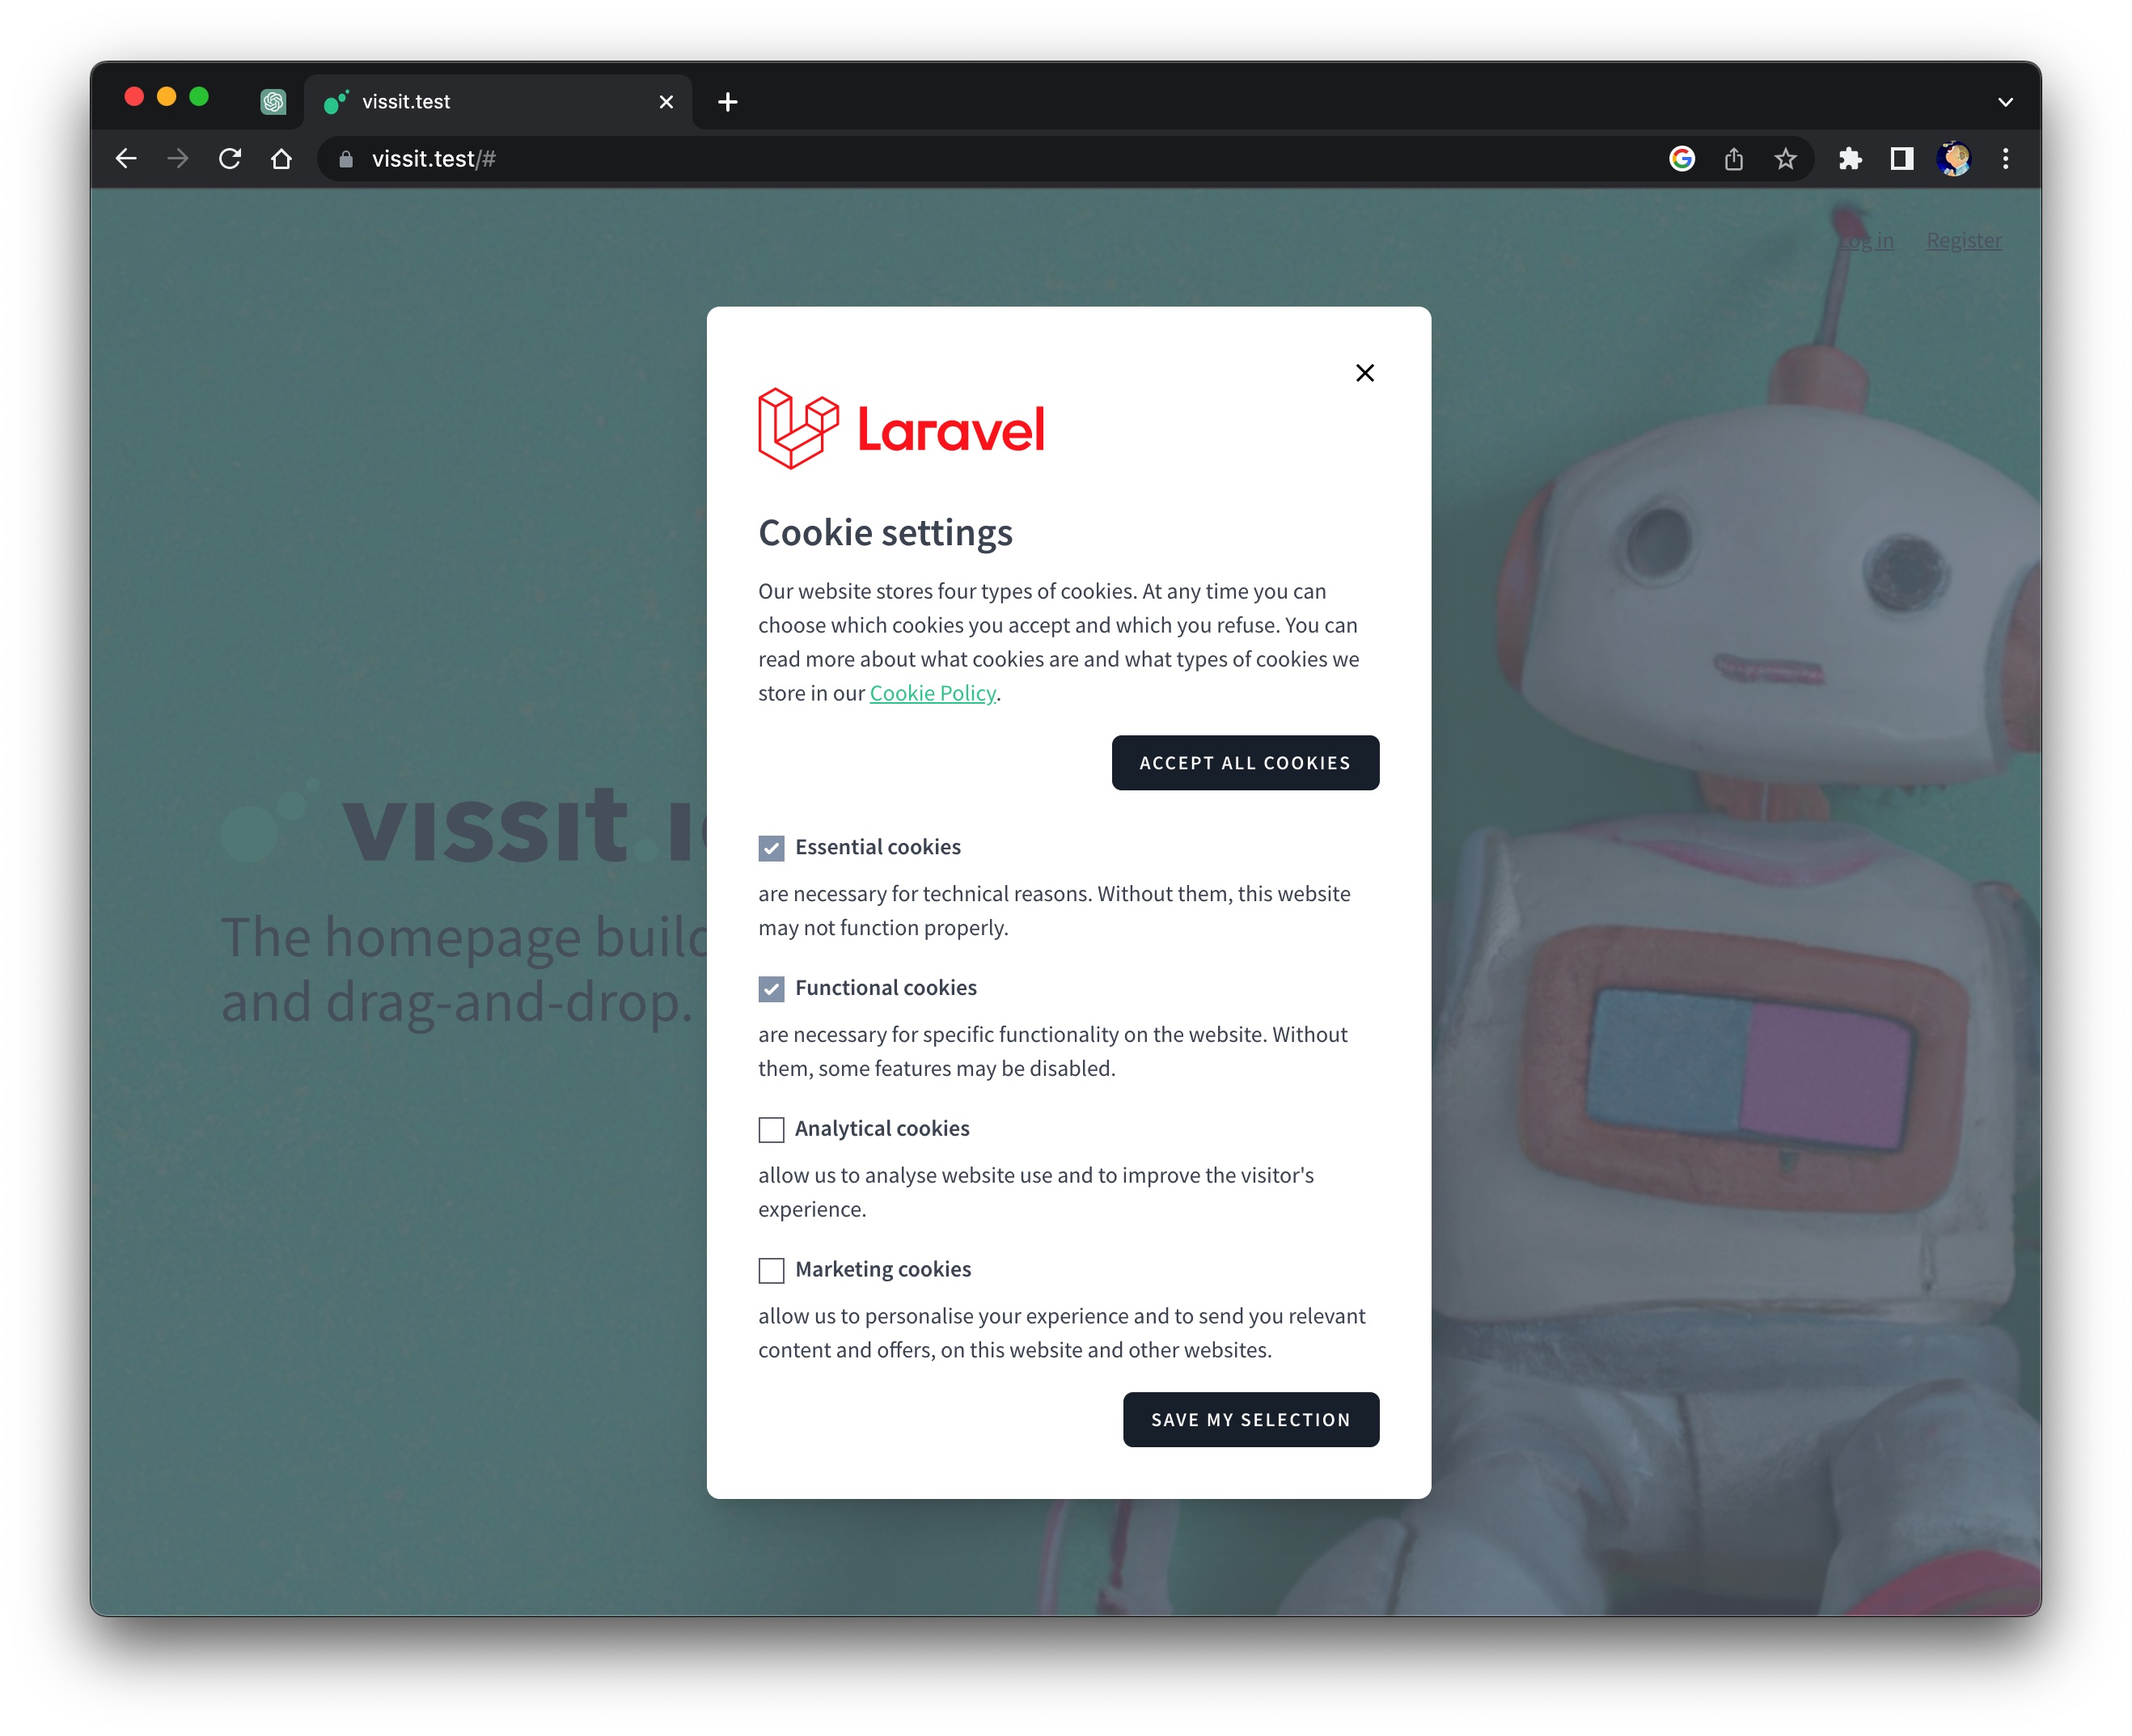 vissit.test
vissit.test/#
Log in Register
Laravel
Cookie settings
Our website stores four types of cookies. At any time you can
choose which cookies you accept and which you refuse. You can
read more about what cookies are and what types of cookies we
store in our Cookie Policy.
ACCEPT ALL COOKIES
vissit.i
The homepage build
and drag-and-drop.
Essential cookies
are necessary for technical reasons. Without them, this website
may not function properly.
Functional cookies
are necessary for specific functionality on the website. Without
them, some features may be disabled.
Analytical cookies
allow us to analyse website use and to improve the visitor's
experience.
Marketing cookies
allow us to personalise your experience and to send you relevant
content and offers, on this website and other websites.
SAVE MY SELECTION